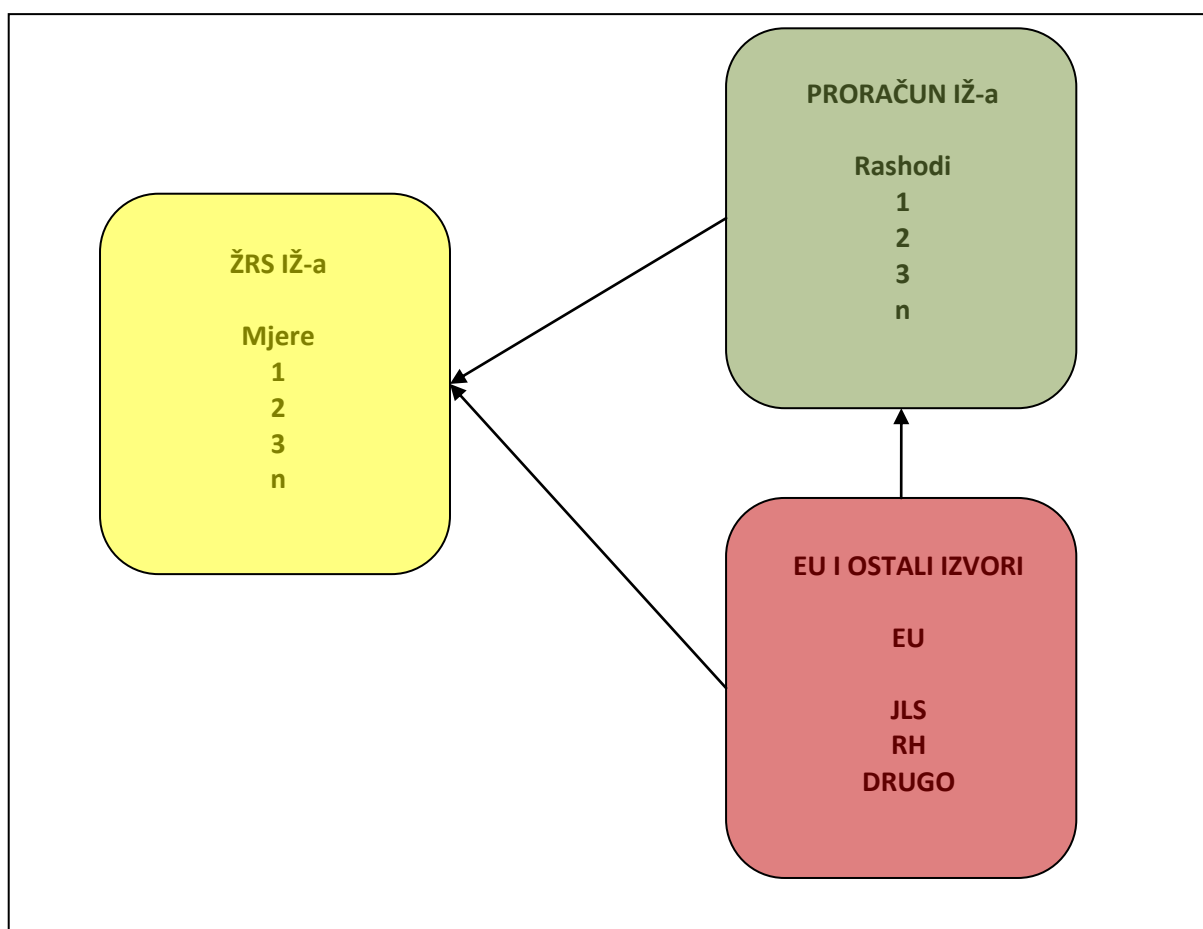 ŽRS IŽ-a
Mjere
1
2
3
n
PRORAČUN IŽ-a
Rashodi
1
2
3
n
EU I OSTALI IZVORI
EU
JLS
RH
DRUGO